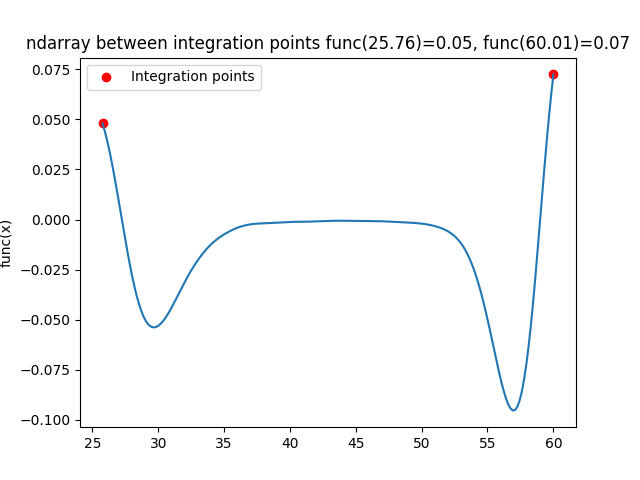 ndarray between integration points func(25.76)=0.05, func(60.01)=0.07
Integration points
func(x)
0.075
0.050
0.025
0.000
−0.025
−0.050
−0.075
−0.100
25 30 35 40 45 50 55 60